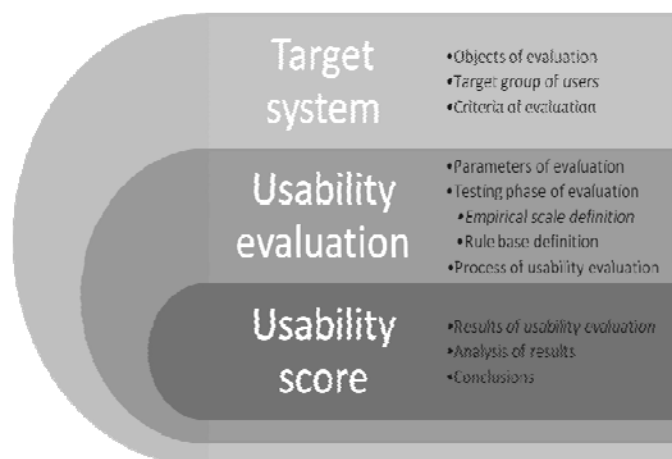 Target
system
•Objects of evaluation
•Target group of users
•Criteria of evaluation
Usability
evaluation
•Parameters of evaluation
•Testing phase of evaluation
•Empirical scale definition
•Rule base definition
•Process of usability evaluation
Usability
score
•Results of usability evaluation
•Analysis of results
•Conclusions